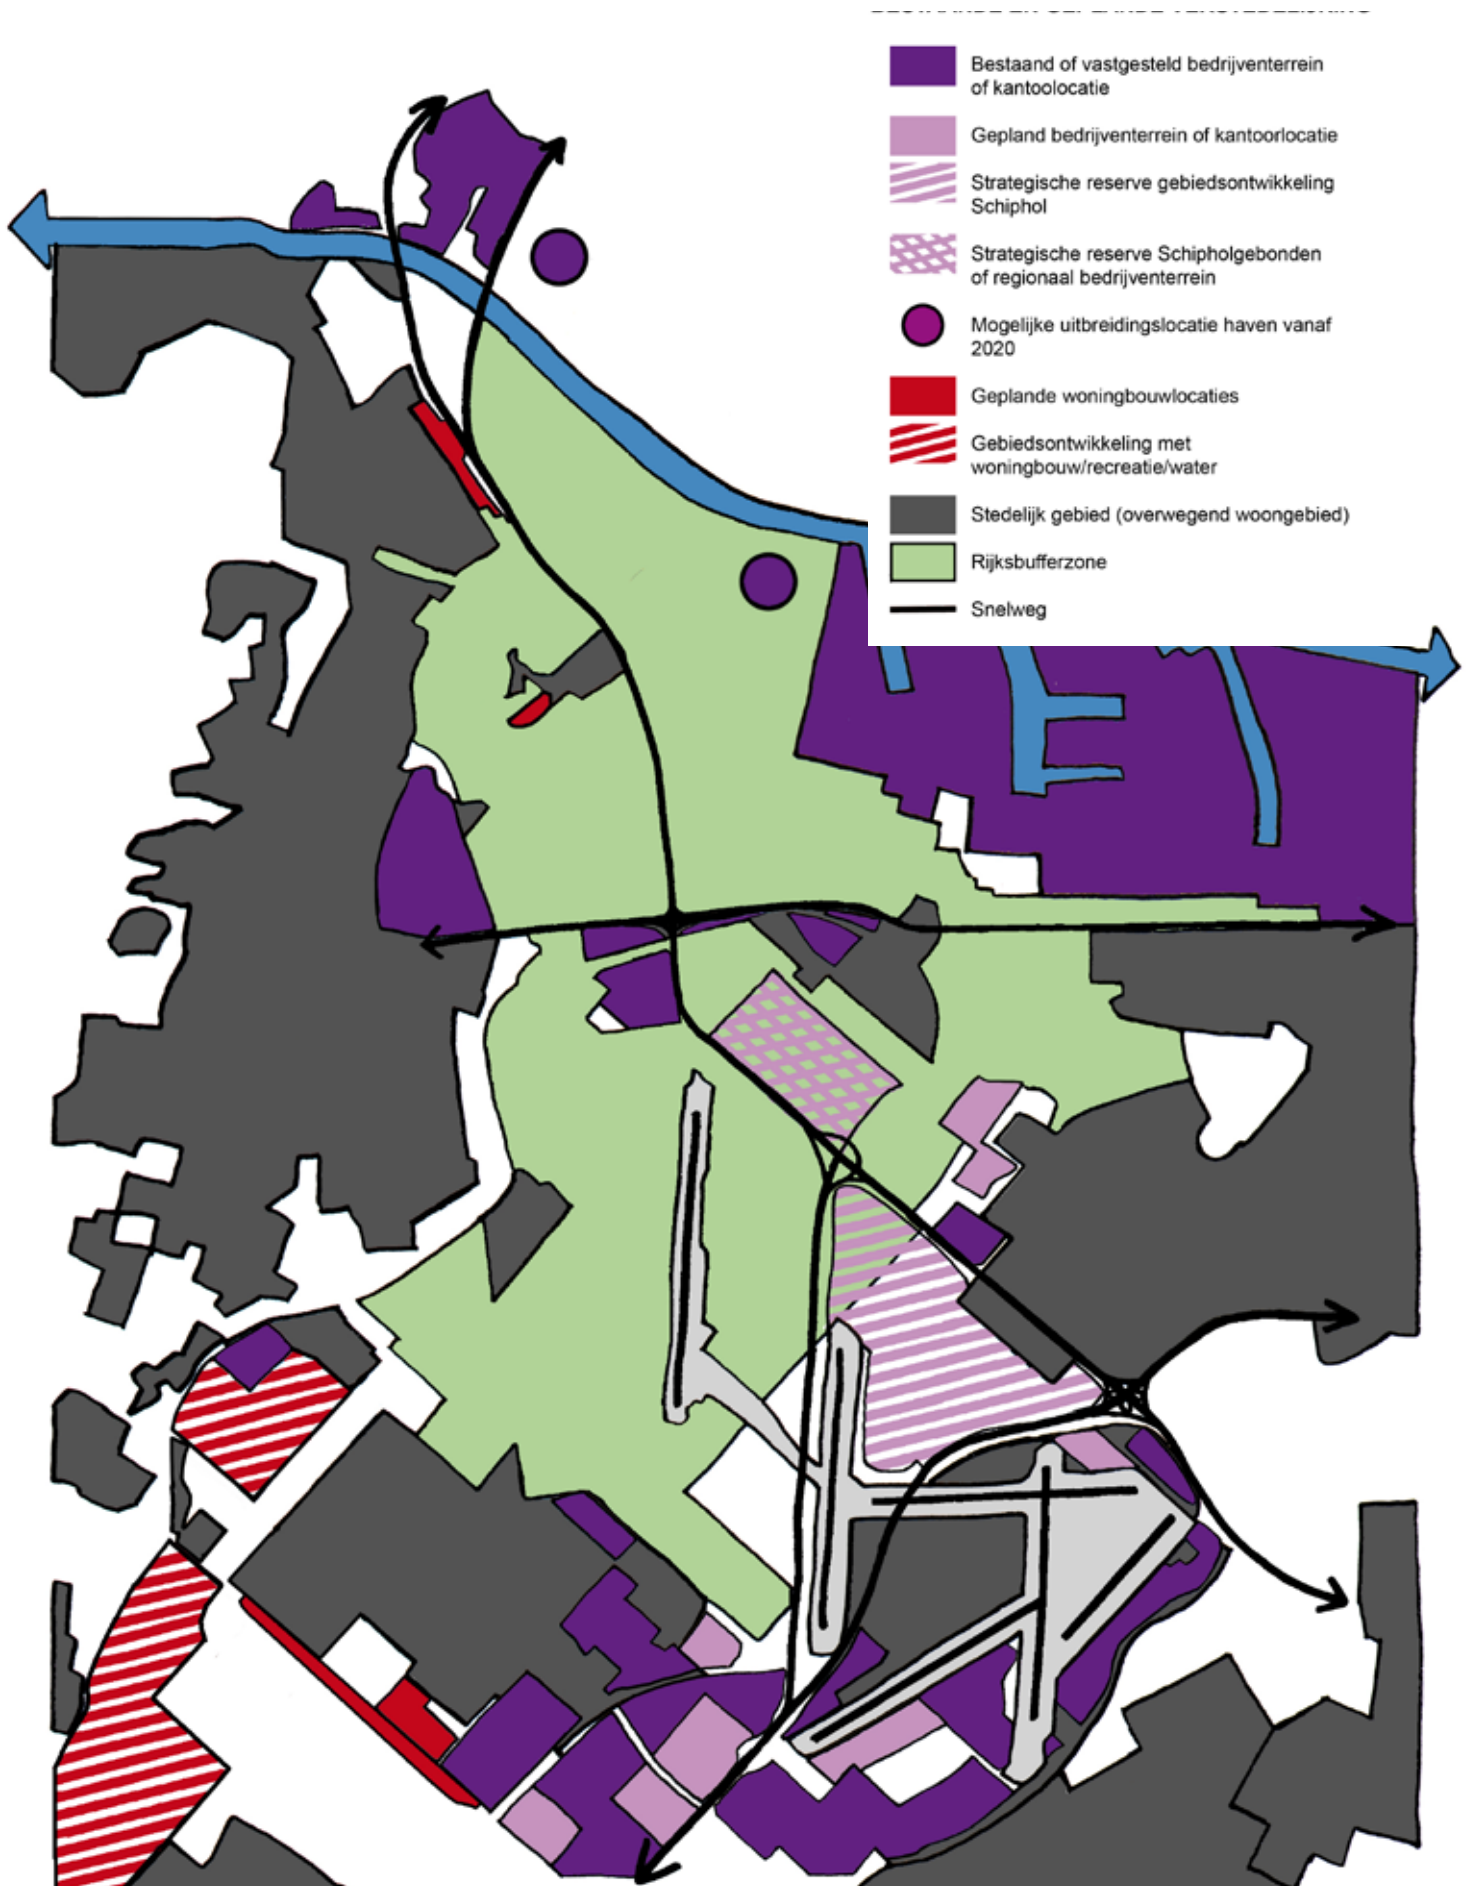 Bestaand of vastgesteld bedrijventerrein
of kantoolocatie
Gepland bedrijventerrein of kantoorlocatie
Strategische reserve gebiedsontwikkeling
Schiphol
Strategische reserve Schipholgebonden
of regionaal bedrijventerrein
Mogelijke uitbreidingslocatie haven vanaf
2020
Geplande woningbouwlocaties
Gebiedsontwikkeling met
woningbouw/recreatie/water
Stedelijk gebied (overwegend woongebied)
Rijksbufferzone
Snelweg